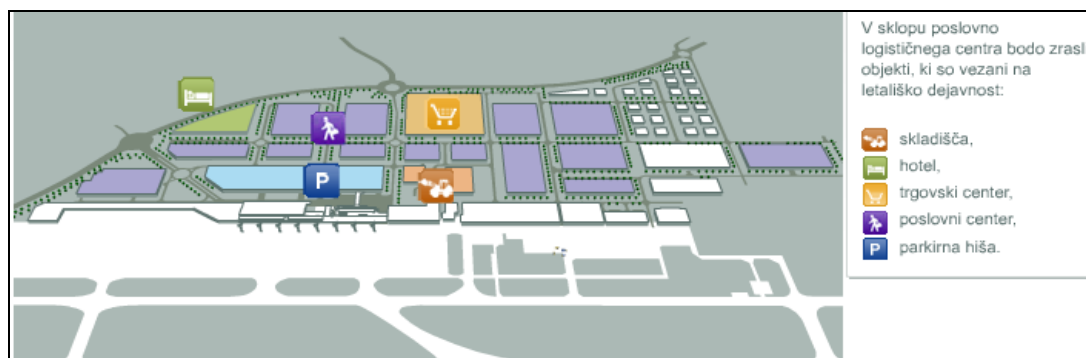 V sklopu poslovno
logističnega centra bodo zrasli
objekti, ki so vezani na
letališko dejavnost:
skladišča,
hotel,
trgovski center,
poslovni center,
P
parkirna hiša.
P